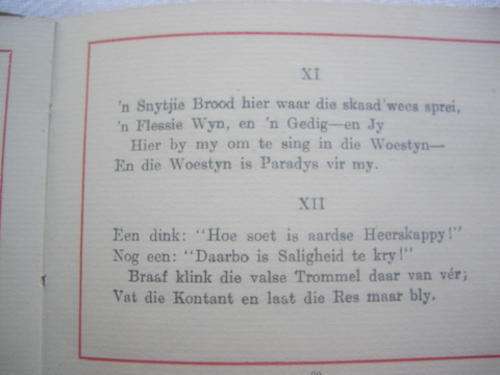 XI
'n Snytjie Brood hier waar die skaad'wees sprei,
'n Flessie Wyn, en 'n Gedig—en Jy
Hier by my om te sing in die Woestyn—
En die Woestyn is Paradys vir my.
XII
Een dink: "Hoe soet is aardse Heerskappy!"
Nog een: "Daarbo is Saligheid te kry!"
Braaf klink die valse Trommel daar van vér;
Vat die Kontant en laat die Res maar bly.